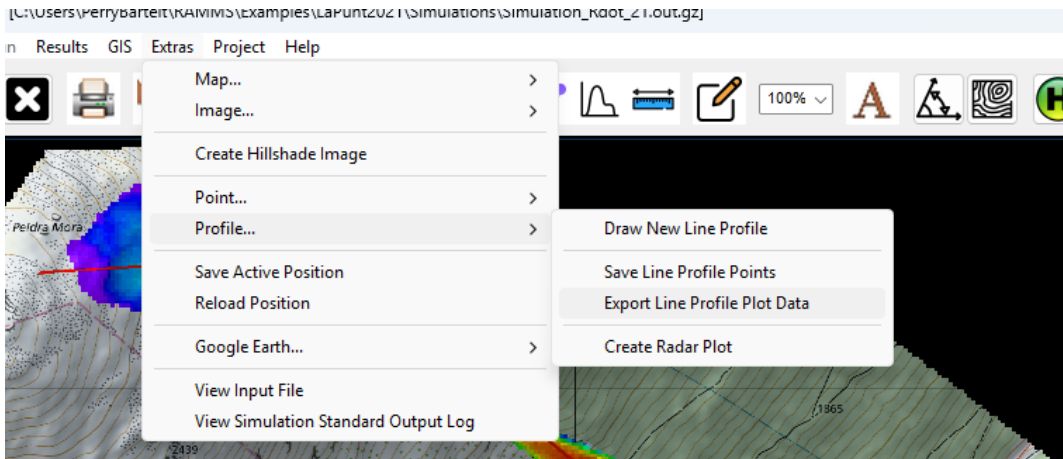 [C:\Users\PerryBartelt\RAMMS\Examples\LaPunt2021\Simulations\Simulation_Rdot_21.out.gz]
n Results GIS Extras Project Help
100%
A
H
Map...
Image...
Create Hillshade Image
Point...
Profile...
Save Active Position
Reload Position
Google Earth...
View Input File
View Simulation Standard Output Log
Draw New Line Profile
Save Line Profile Points
Export Line Profile Plot Data
Create Radar Plot
Peidra Mora
1865
2439